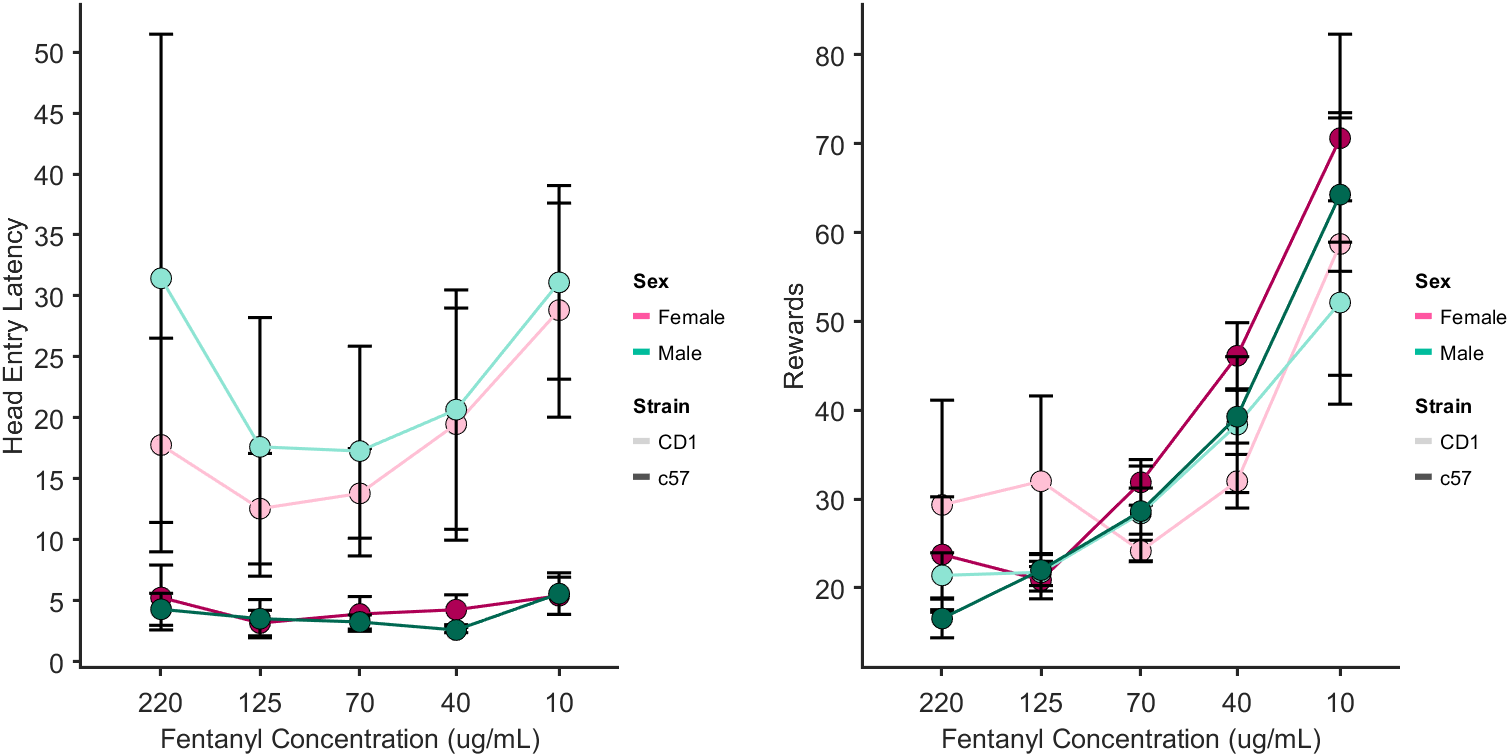 Head Entry Latency
50
45
40
35
30
25
20
15
10
5
0
220 125 70 40 10
Fentanyl Concentration (ug/mL)
Sex
Female
Male
Strain
CD1
c57
Rewards
80
70
60
50
40
30
20
220 125 70 40 10
Fentanyl Concentration (ug/mL)
Sex
Female
Male
Strain
CD1
c57